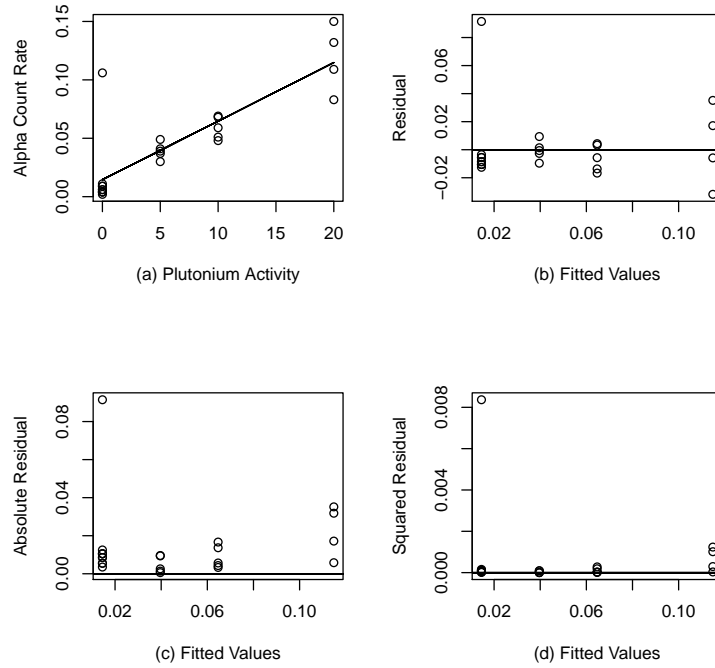 Alpha Count Rate
0.00 0.05 0.10 0.15
0 5 10 15 20
(a) Plutonium Activity
Residual
−0.02 0.02 0.06
0.02 0.06 0.10
(b) Fitted Values
Absolute Residual
0.00 0.04 0.08
0.02 0.06 0.10
(c) Fitted Values
Squared Residual
0.000 0.004 0.008
0.02 0.06 0.10
(d) Fitted Values